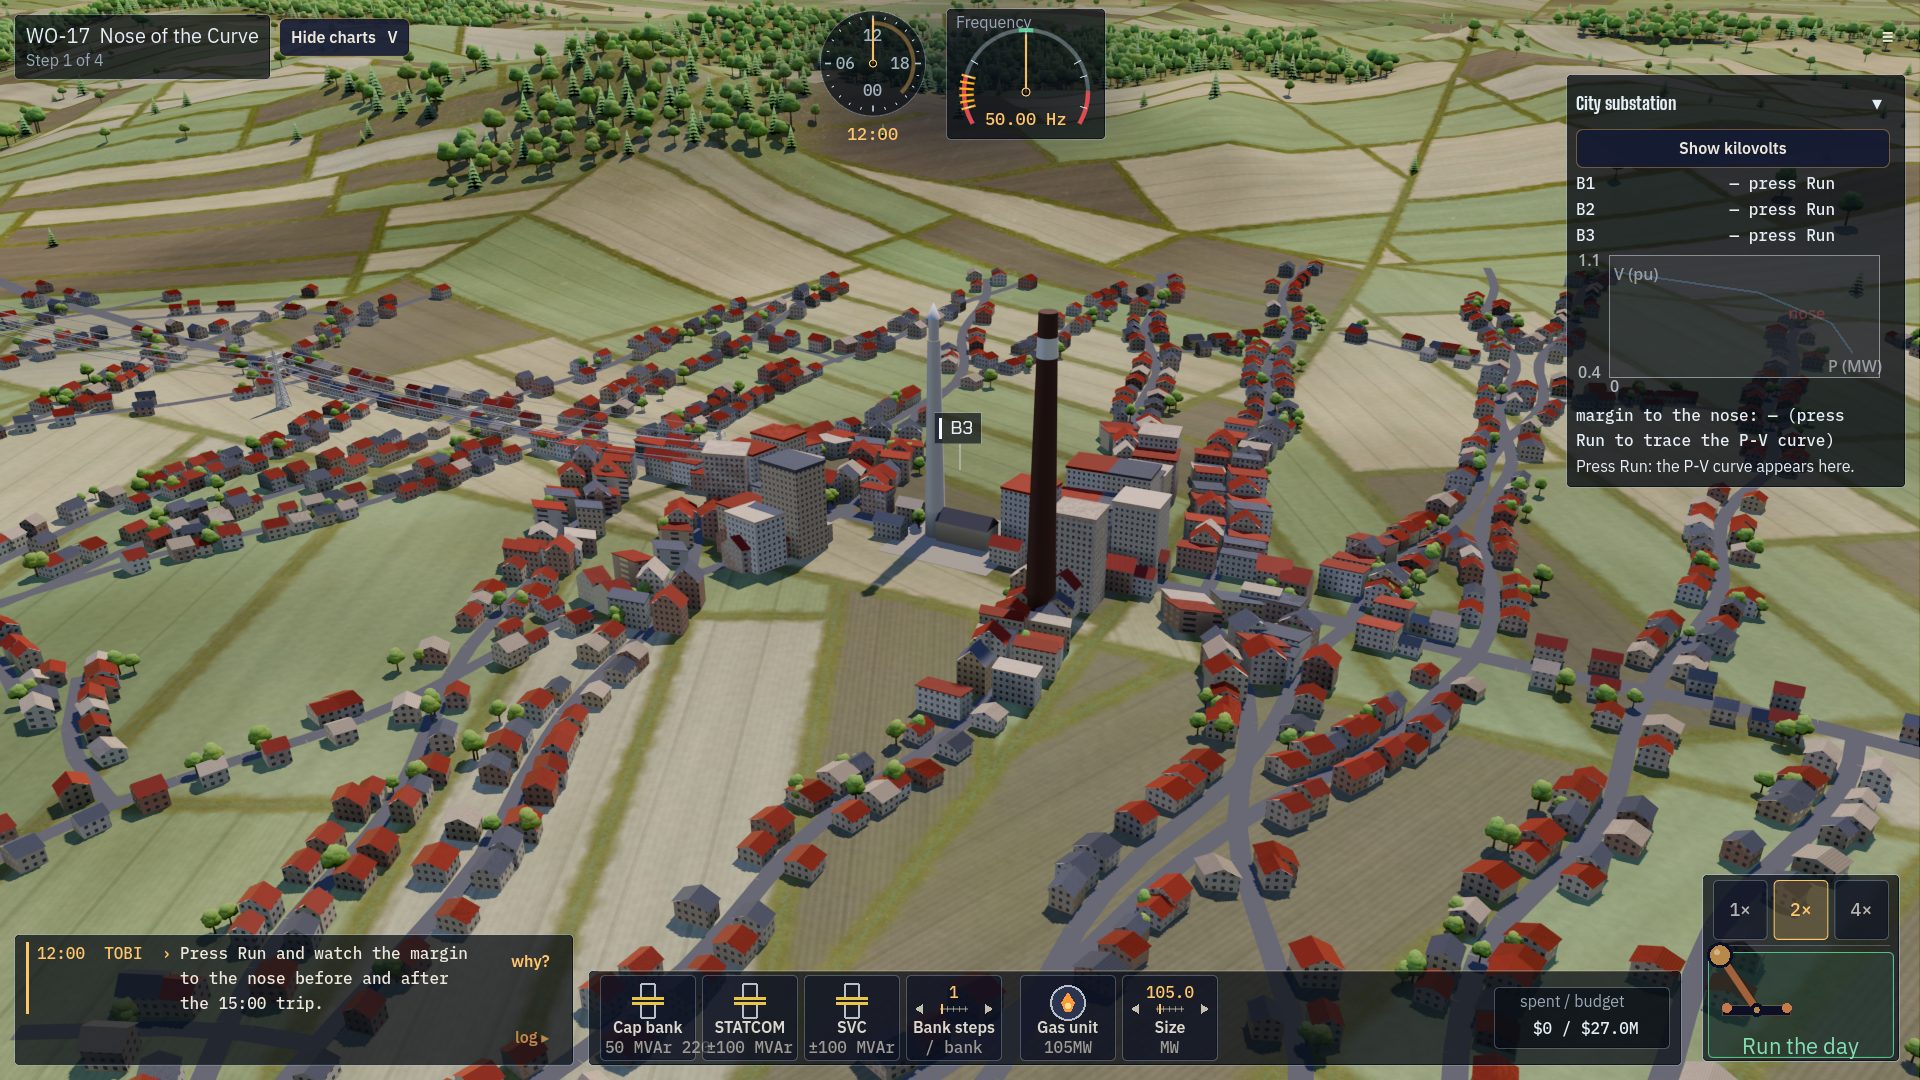 WO-17 Nose of the Curve
Step 1 of 4
Hide charts V
12
06 18
00
12:00
Frequency
50.00 Hz
≡
City substation ▼
Show kilovolts
B1 — press Run
B2 — press Run
B3 — press Run
1.1
V (pu)
nose
P (MW)
0.4
0
margin to the nose: — (press
Run to trace the P-V curve)
Press Run: the P-V curve appears here.
B3
12:00 TOBI › Press Run and watch the margin
to the nose before and after
the 15:00 trip.
why?
log ▸
Cap bank
50 MVAr 22
STATCOM
±100 MVAr
SVC
±100 MVAr
1
Bank steps
/ bank
Gas unit
105MW
105.0
Size
MW
spent / budget
$0 / $27.0M
1× 2× 4×
Run the day